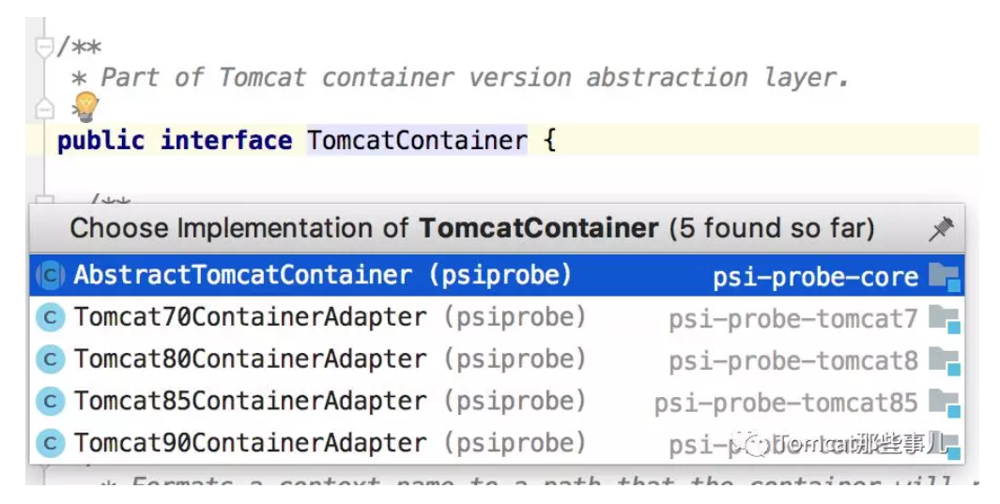 /**
* Part of Tomcat container version abstraction layer.
public interface TomcatContainer {
/**
Choose Implementation of TomcatContainer (5 found so far)
C AbstractTomcatContainer (psiprobe) psi-probe-core
C Tomcat70ContainerAdapter (psiprobe) psi-probe-tomcat7
C Tomcat80ContainerAdapter (psiprobe) psi-probe-tomcat8
C Tomcat85ContainerAdapter (psiprobe) psi-probe-tomcat85
C Tomcat90ContainerAdapter (psiprobe) psi-probe
Tomcat那些事儿
* Formats a context name to a path that the container will